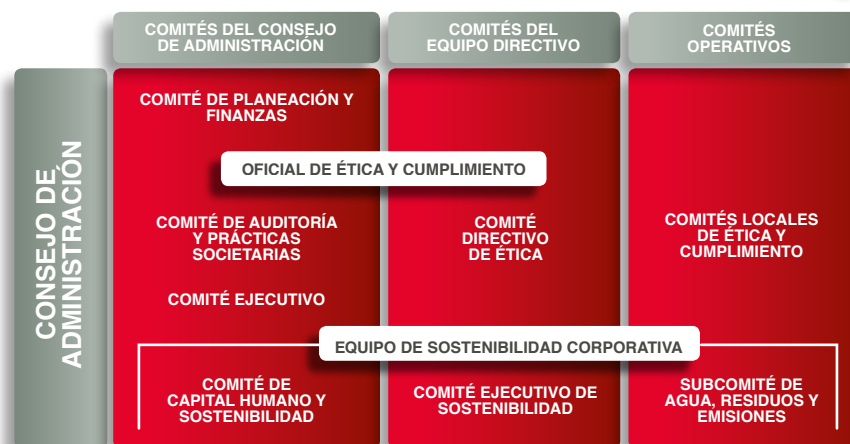 COMITÉS DEL CONSEJO
DE ADMINISTRACIÓN
COMITÉS DEL
EQUIPO DIRECTIVO
COMITÉS
OPERATIVOS
CONSEJO DE
ADMINISTRACIÓN
COMITÉ DE PLANEACIÓN Y
FINANZAS
OFICIAL DE ÉTICA Y CUMPLIMIENTO
COMITÉ DE AUDITORÍA
Y PRÁCTICAS
SOCIETARIAS
COMITÉ
DIRECTIVO
DE ÉTICA
COMITÉS LOCALES
DE ÉTICA Y
CUMPLIMIENTO
COMITÉ EJECUTIVO
EQUIPO DE SOSTENIBILIDAD CORPORATIVA
COMITÉ DE
CAPITAL HUMANO Y
SOSTENIBILIDAD
COMITÉ EJECUTIVO DE
SOSTENIBILIDAD
SUBCOMITÉ DE
AGUA, RESIDUOS Y
EMISIONES